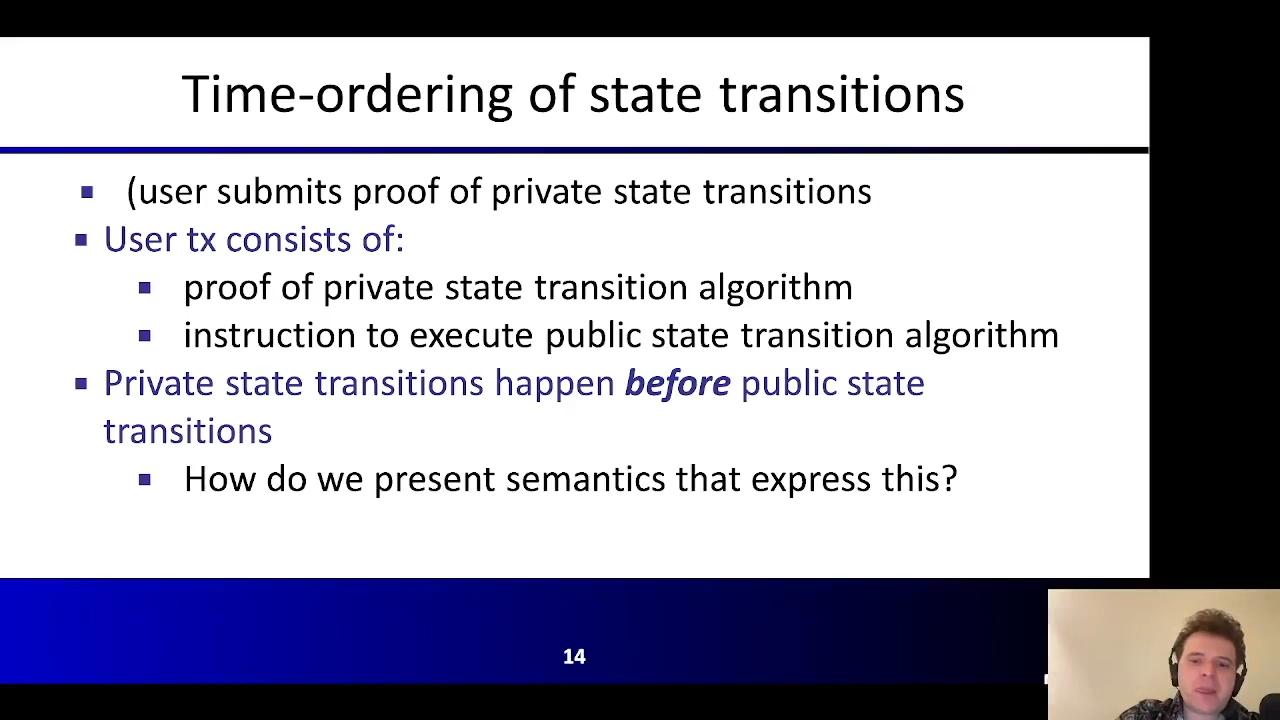 Time-ordering of state transitions
(user submits proof of private state transitions
User tx consists of:
proof of private state transition algorithm
instruction to execute public state transition algorithm
Private state transitions happen before public state
transitions
How do we present semantics that express this?
14